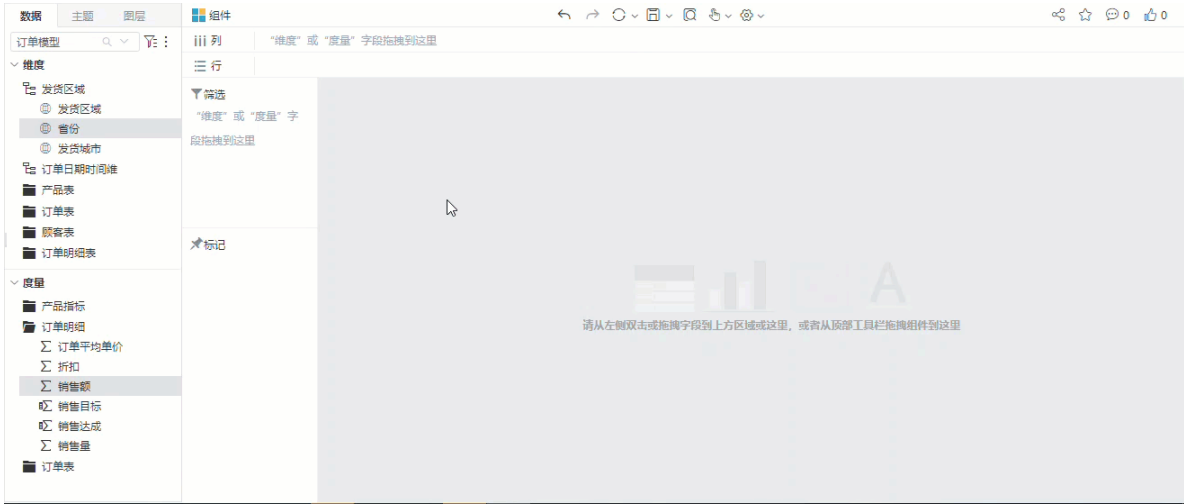 数据 主题 图层 组件 0 0
订单模型 列 “维度”或“度量”字段拖拽到这里
维度 行
发货区域 筛选
发货区域 “维度”或“度量”字
省份
发货城市 段拖拽到这里
订单日期时间维
产品表
订单表
顾客表
订单明细表 标记
度量
产品指标
订单明细 请从左侧双击或拖拽字段到上方区域或这里，或者从顶部工具栏拖拽组件到这里
订单平均单价
折扣
销售额
销售目标
销售达成
销售量
订单表
A